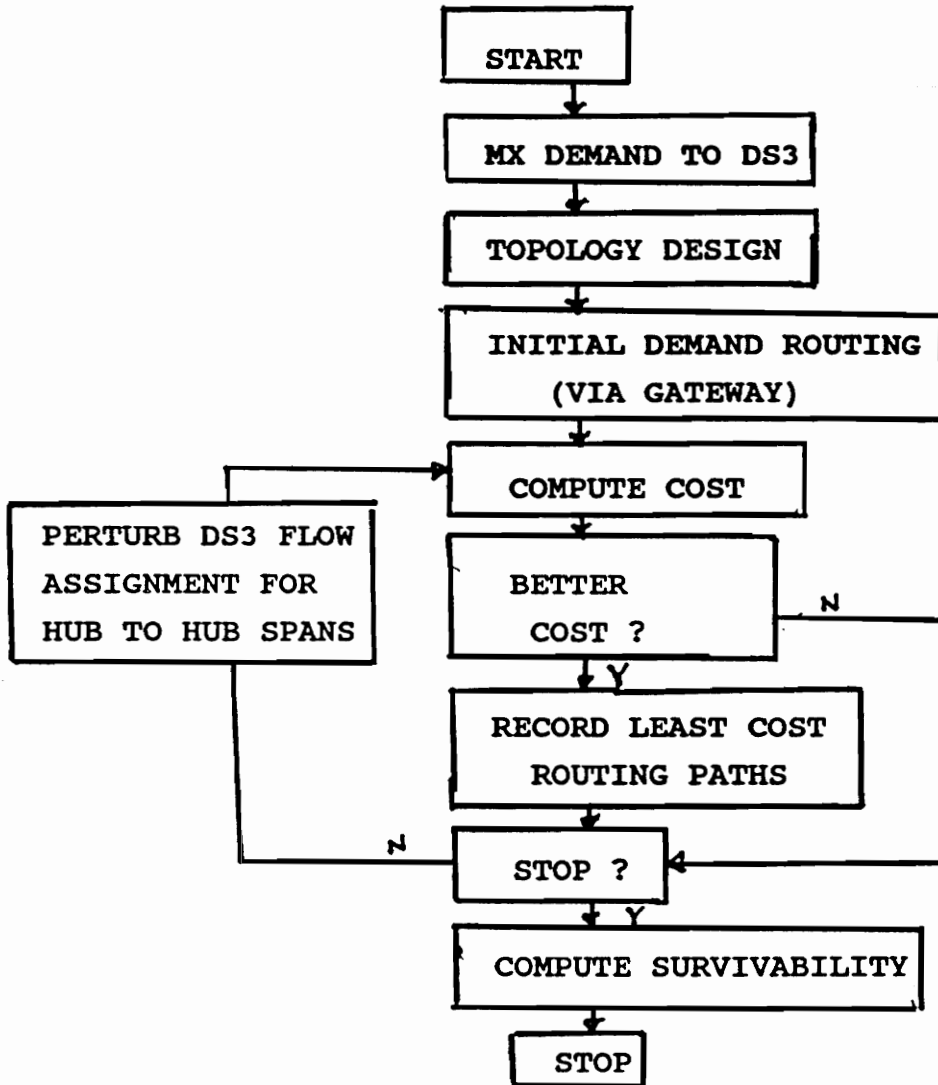 START
MX DEMAND TO DS3
TOPOLOGY DESIGN
INITIAL DEMAND ROUTING
(VIA GATEWAY)
COMPUTE COST
PERTURB DS3 FLOW
ASSIGNMENT FOR
HUB TO HUB SPANS
BETTER
COST ?
N
Y
RECORD LEAST COST
ROUTING PATHS
N
STOP ?
Y
COMPUTE SURVIVABILITY
STOP